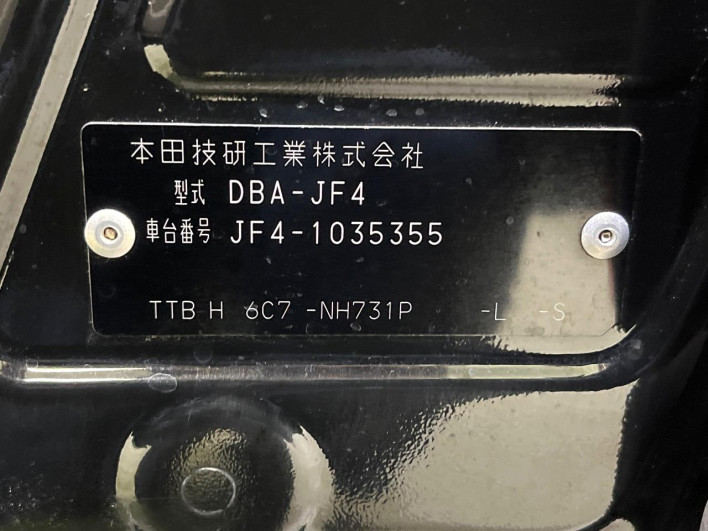 本田技研工業株式会社
型式 DBA-JF4
車台番号 JF4-1035355
TTB H 6C7 -NH731P -L -S